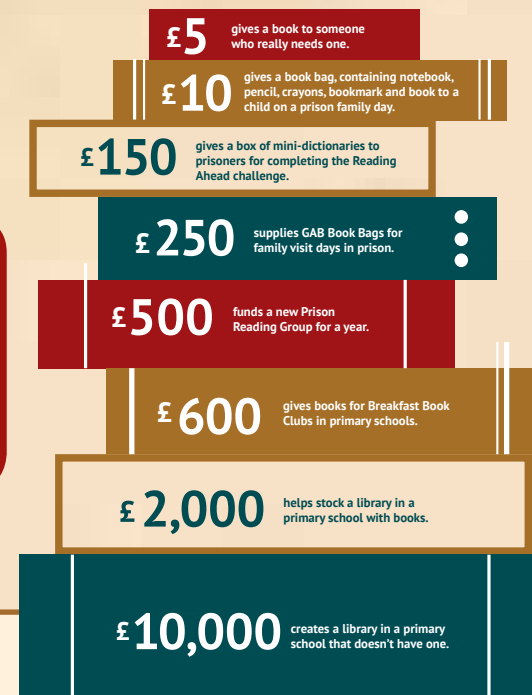 £5
gives a book to someone
who really needs one.
£10
gives a book bag, containing notebook,
pencil, crayons, bookmark and book to a
child on a prison family day.
£150
gives a box of mini-dictionaries to
prisoners for completing the Reading
Ahead challenge.
£250
supplies GAB Book Bags for
family visit days in prison.
£500
funds a new Prison
Reading Group for a year.
£600
gives books for Breakfast Book
Clubs in primary schools.
£2,000
helps stock a library in a
primary school with books.
£10,000
creates a library in a primary
school that doesn't have one.